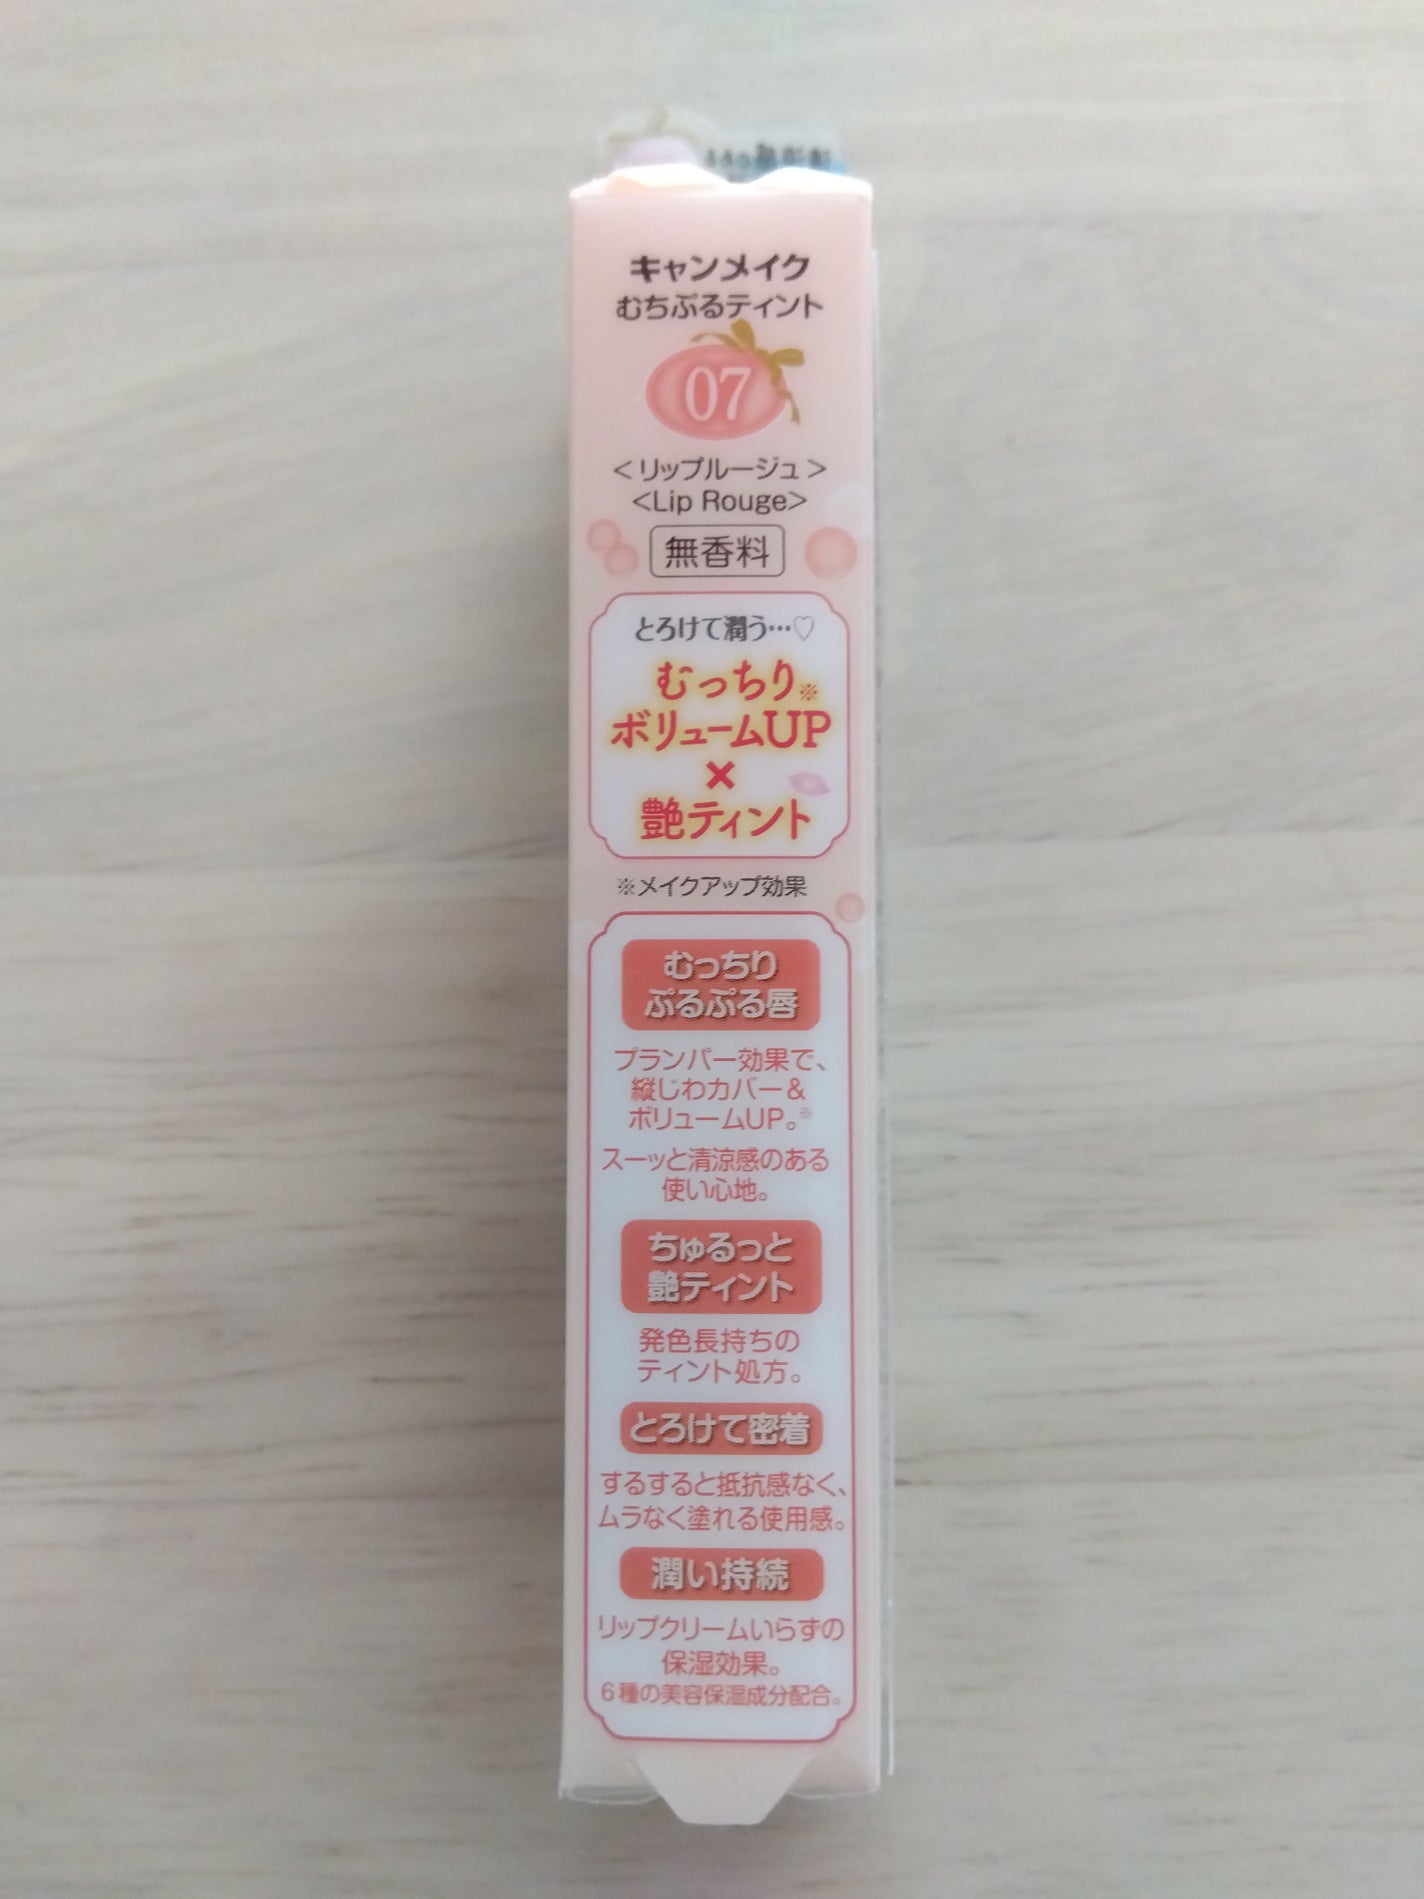 キャンメイク
むちぷるティント
07
＜リップルージュ＞
<Lip Rouge>
無香料
とろけて潤う…♡
むっちり※
ボリュームUP
×
艶ティント
※メイクアップ効果
むっちり
ぷるぷる唇
プランパー効果で、
縦じわカバー＆
ボリュームUP。※
スーッと清涼感のある
使い心地。
ちゅるっと
艶ティント
発色長持ちの
ティント処方。
とろけて密着
するすると抵抗感なく、
ムラなく塗れる使用感。
潤い持続
リップクリームいらずの
保湿効果。
6種の美容保湿成分配合。